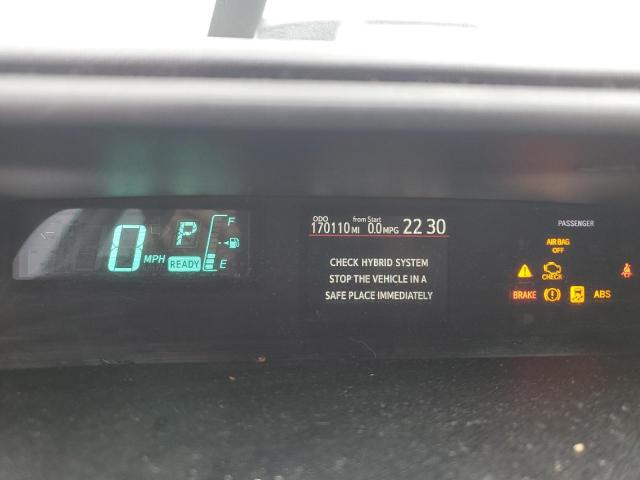 ODO from Start
170110 MI 0.0 MPG 22 30
CHECK HYBRID SYSTEM
STOP THE VEHICLE IN A
SAFE PLACE IMMEDIATELY
0 MPH
P
READY
F
E
PASSENGER
AIR BAG
OFF
CHECK
BRAKE
ABS